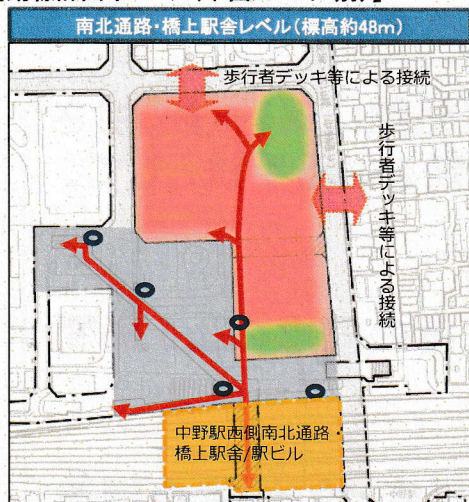 南北通路・橋上駅舎レベル(標高約48m)
歩行者デッキ等による接続
歩行者デッキ等による接続
中野駅西側南北通路・
橋上駅舎/駅ビル